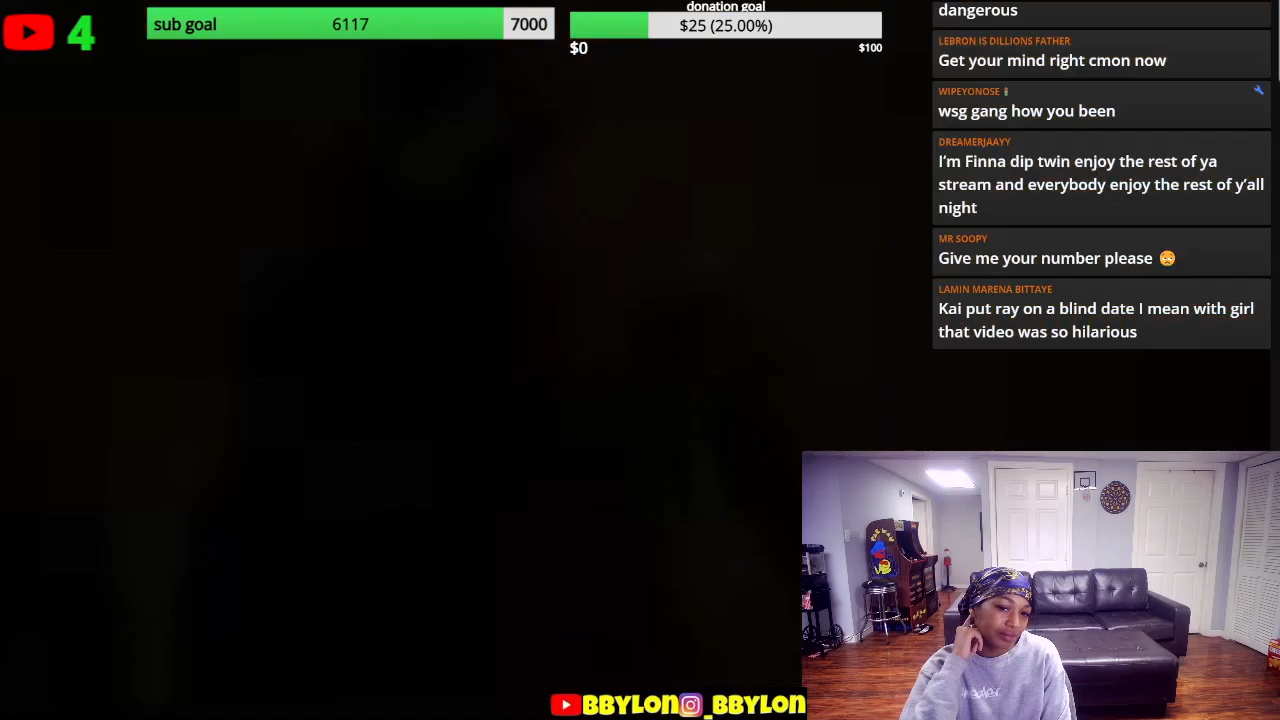 4
sub goal 6117 7000
donation goal
$25 (25.00%)
$0 $100
dangerous
LEBRON IS DILLIONS FATHER
Get your mind right cmon now
WIPEYONOSE
wsg gang how you been
DREAMERJAAYY
I’m Finna dip twin enjoy the rest of ya
stream and everybody enjoy the rest of y’all
night
MR SOOPY
Give me your number please 😳
LAMIN MARENA BITTAYE
Kai put ray on a blind date I mean with girl
that video was so hilarious
BBYLON _BBYLON